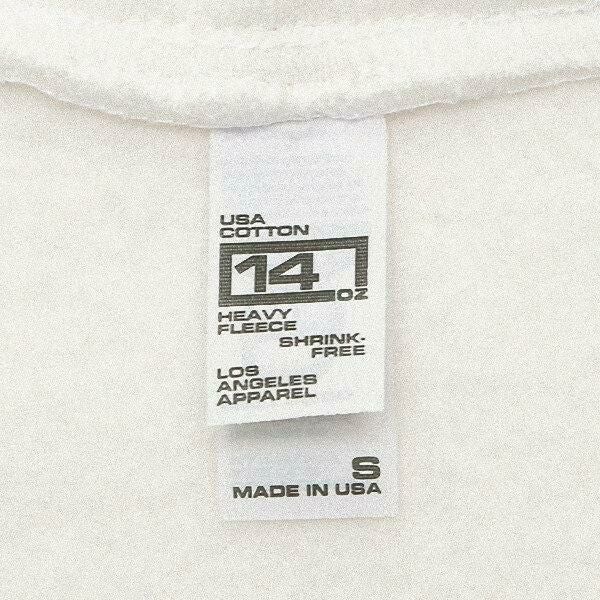 USA
COTTON
14
OZ
HEAVY
FLEECE
SHRINK-
FREE
LOS
ANGELES
APPAREL
S
MADE IN USA